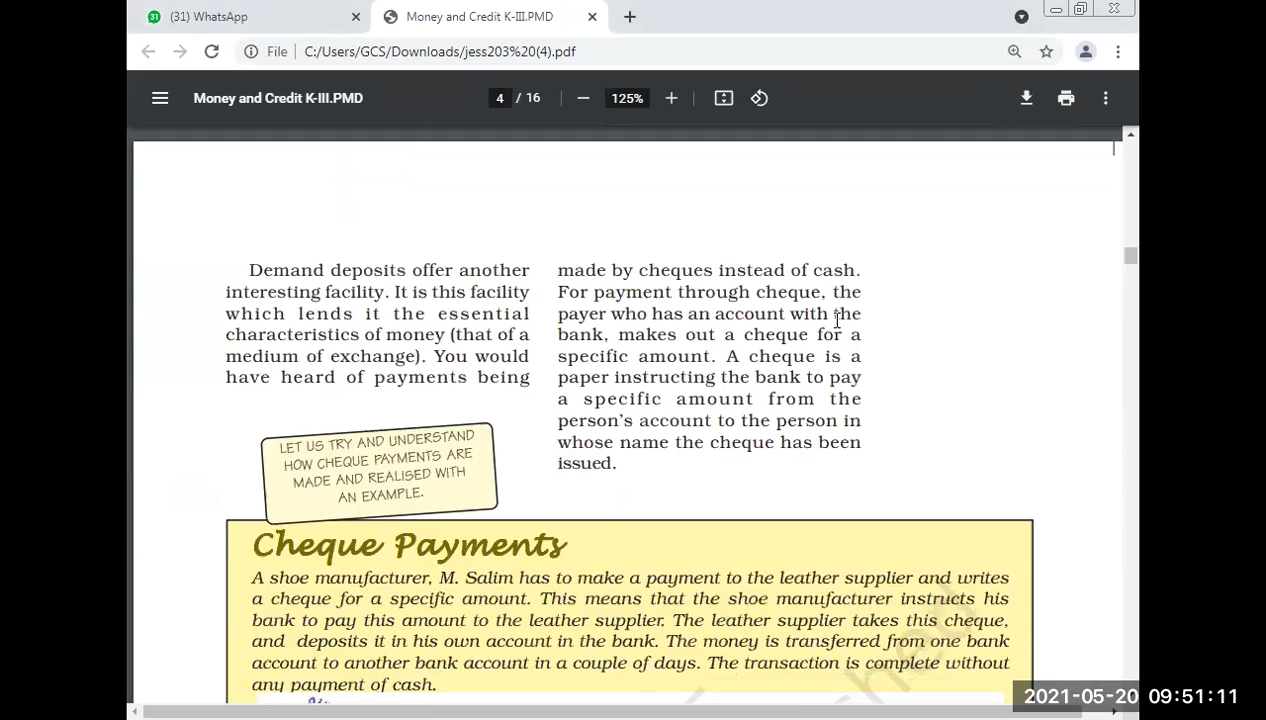 (31) WhatsApp
Money and Credit K-III.PMD
File C:/Users/GCS/Downloads/jess203%20(4).pdf
Money and Credit K-III.PMD
4 / 16
125%
Demand deposits offer another
interesting facility. It is this facility
which lends it the essential
characteristics of money (that of a
medium of exchange). You would
have heard of payments being
made by cheques instead of cash.
For payment through cheque, the
payer who has an account with the
bank, makes out a cheque for a
specific amount. A cheque is a
paper instructing the bank to pay
a specific amount from the
person's account to the person in
whose name the cheque has been
issued.
LET US TRY AND UNDERSTAND
HOW CHEQUE PAYMENTS ARE
MADE AND REALISED WITH
AN EXAMPLE.
Cheque Payments
A shoe manufacturer, M. Salim has to make a payment to the leather supplier and writes
a cheque for a specific amount. This means that the shoe manufacturer instructs his
bank to pay this amount to the leather supplier. The leather supplier takes this cheque,
and deposits it in his own account in the bank. The money is transferred from one bank
account to another bank account in a couple of days. The transaction is complete without
any payment of cash.
2021-05-20 09:51:11